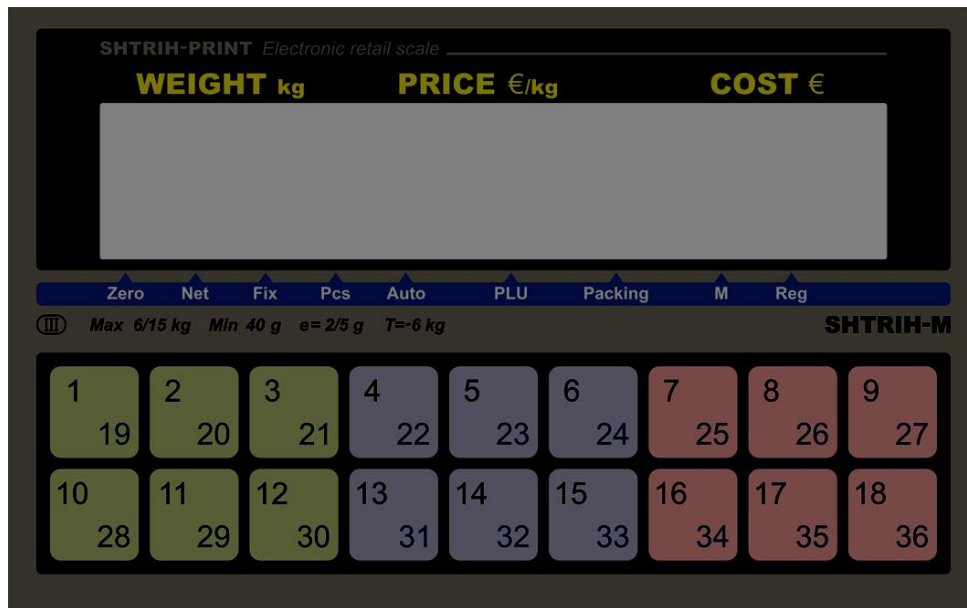 SHTRIH-PRINT Electronic retail scale
WEIGHT kg PRICE €/kg COST €
Zero Net Fix Pcs Auto PLU Packing M Reg
III Max 6/15 kg Min 40 g e= 2/5 g T=-6 kg SHTRIH-M
1 2 3 4 5 6 7 8 9
19 20 21 22 23 24 25 26 27
10 11 12 13 14 15 16 17 18
28 29 30 31 32 33 34 35 36